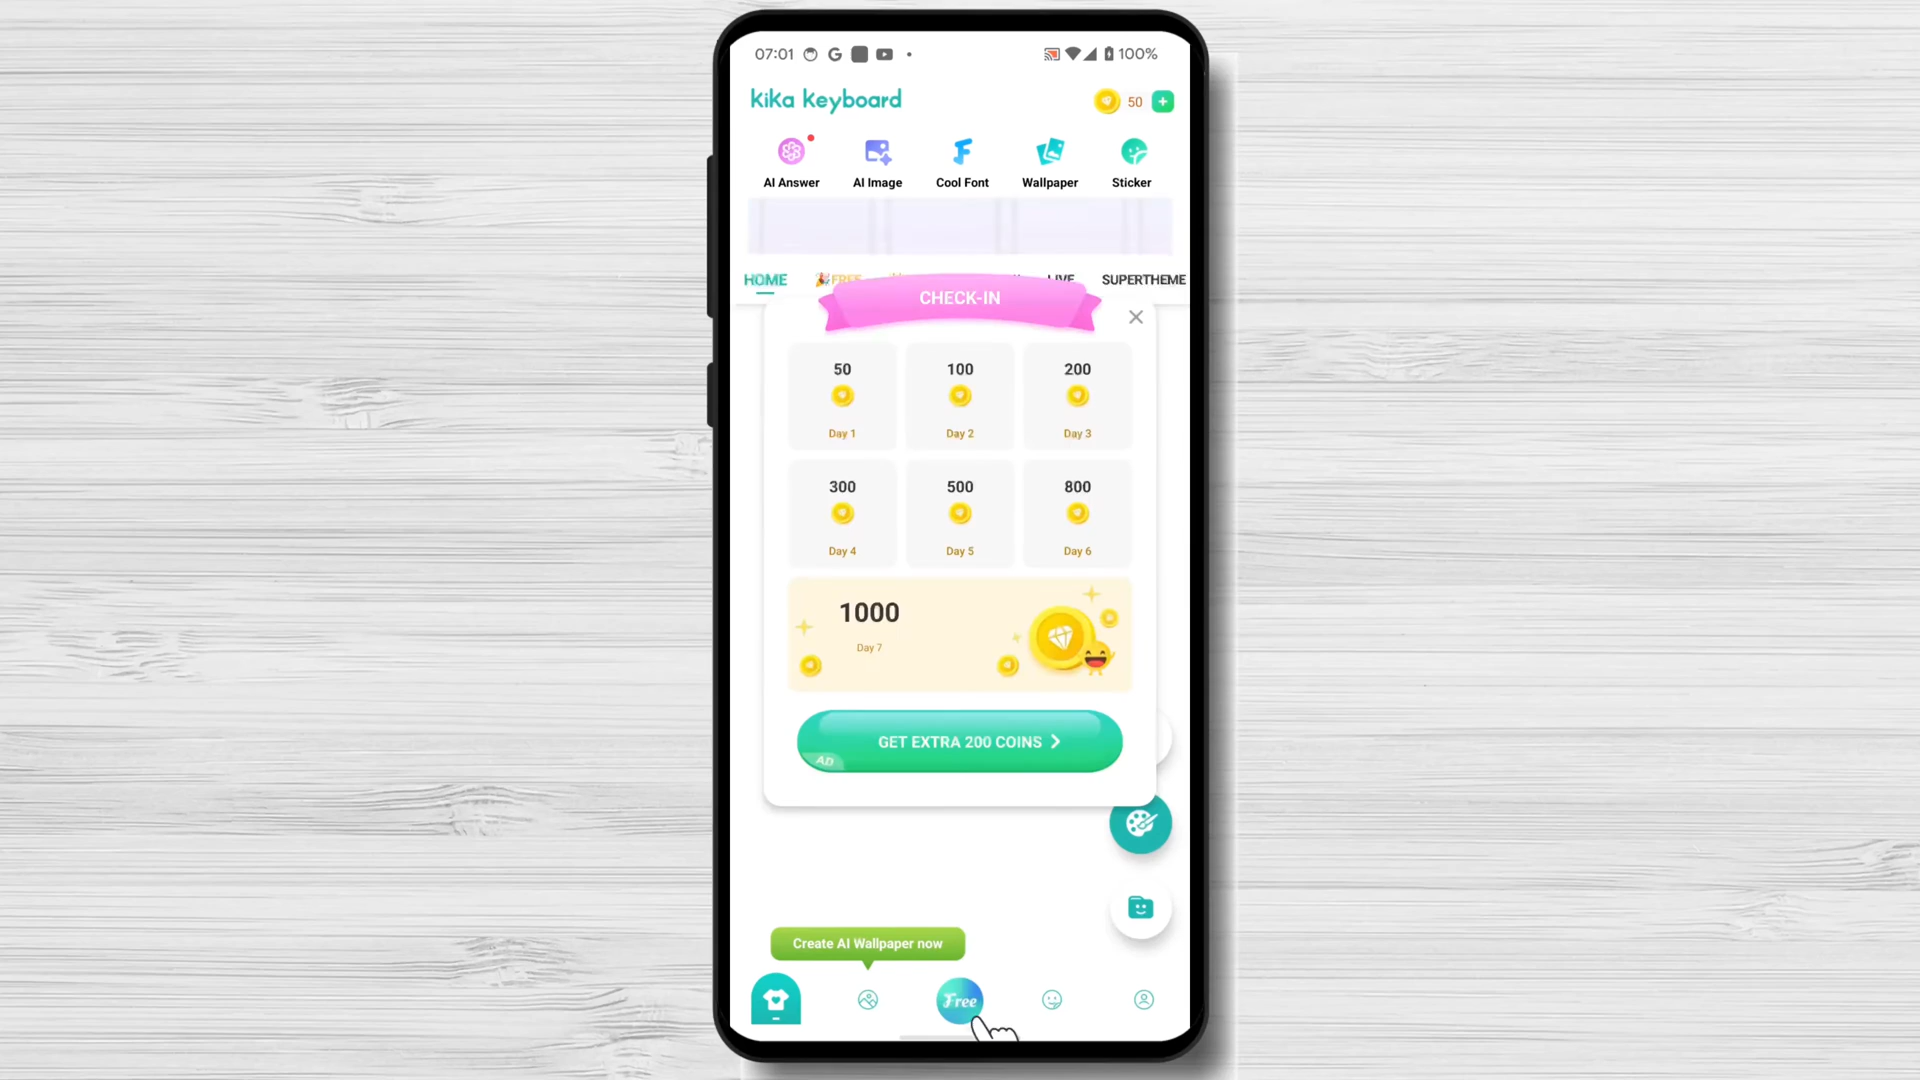 07:01 100%
kika keyboard 50
AI Answer AI Image Cool Font Wallpaper Sticker
HOME FREE LIVE SUPERTHEME
CHECK-IN
50 100 200
Day 1 Day 2 Day 3
300 500 800
Day 4 Day 5 Day 6
1000
Day 7
GET EXTRA 200 COINS
AD
Create AI Wallpaper now
Free